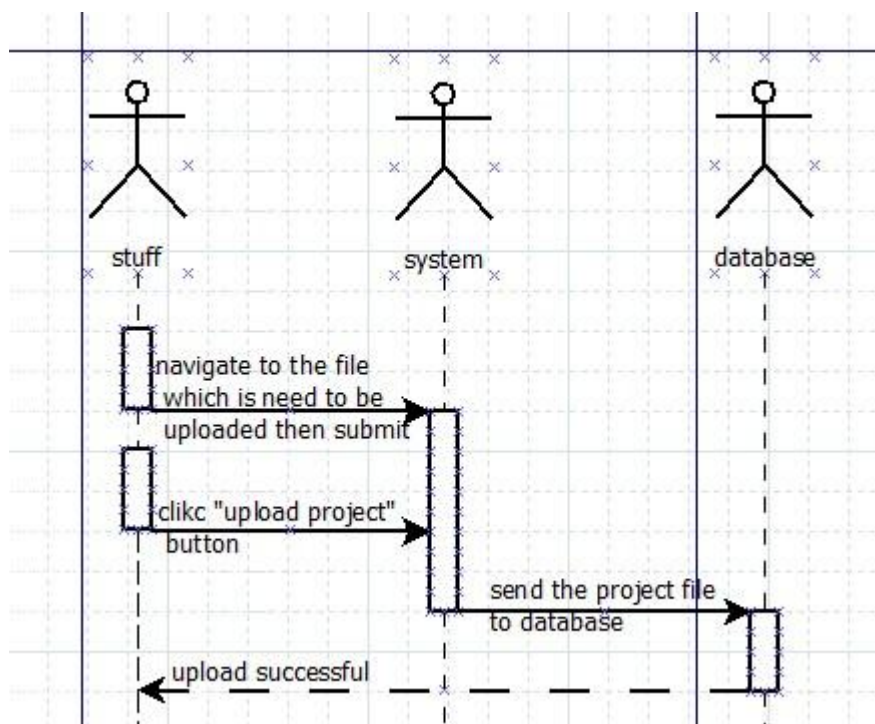 stuff
system
database
navigate to the file
which is need to be
uploaded then submit
clikc "upload project"
button
send the project file
to database
upload successful